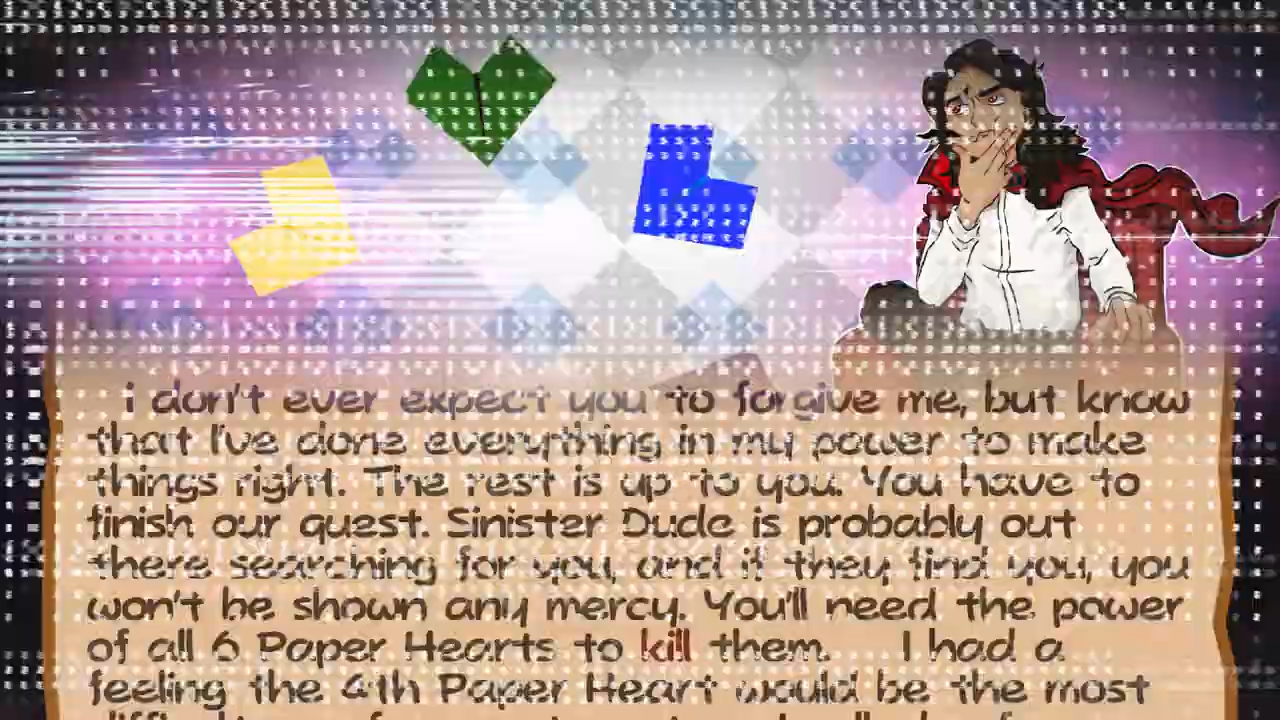 i don't ever expect you to forgive me, but know
that I've done everything in my power to make
things right. The rest is up to you. You have to
finish our quest. Sinister Dude is probably out
there searching for you, and if they find you, you
won't be shown any mercy. You'll need the power
of all 6 Paper Hearts to kill them. I had a
feeling the 4th Paper Heart would be the most